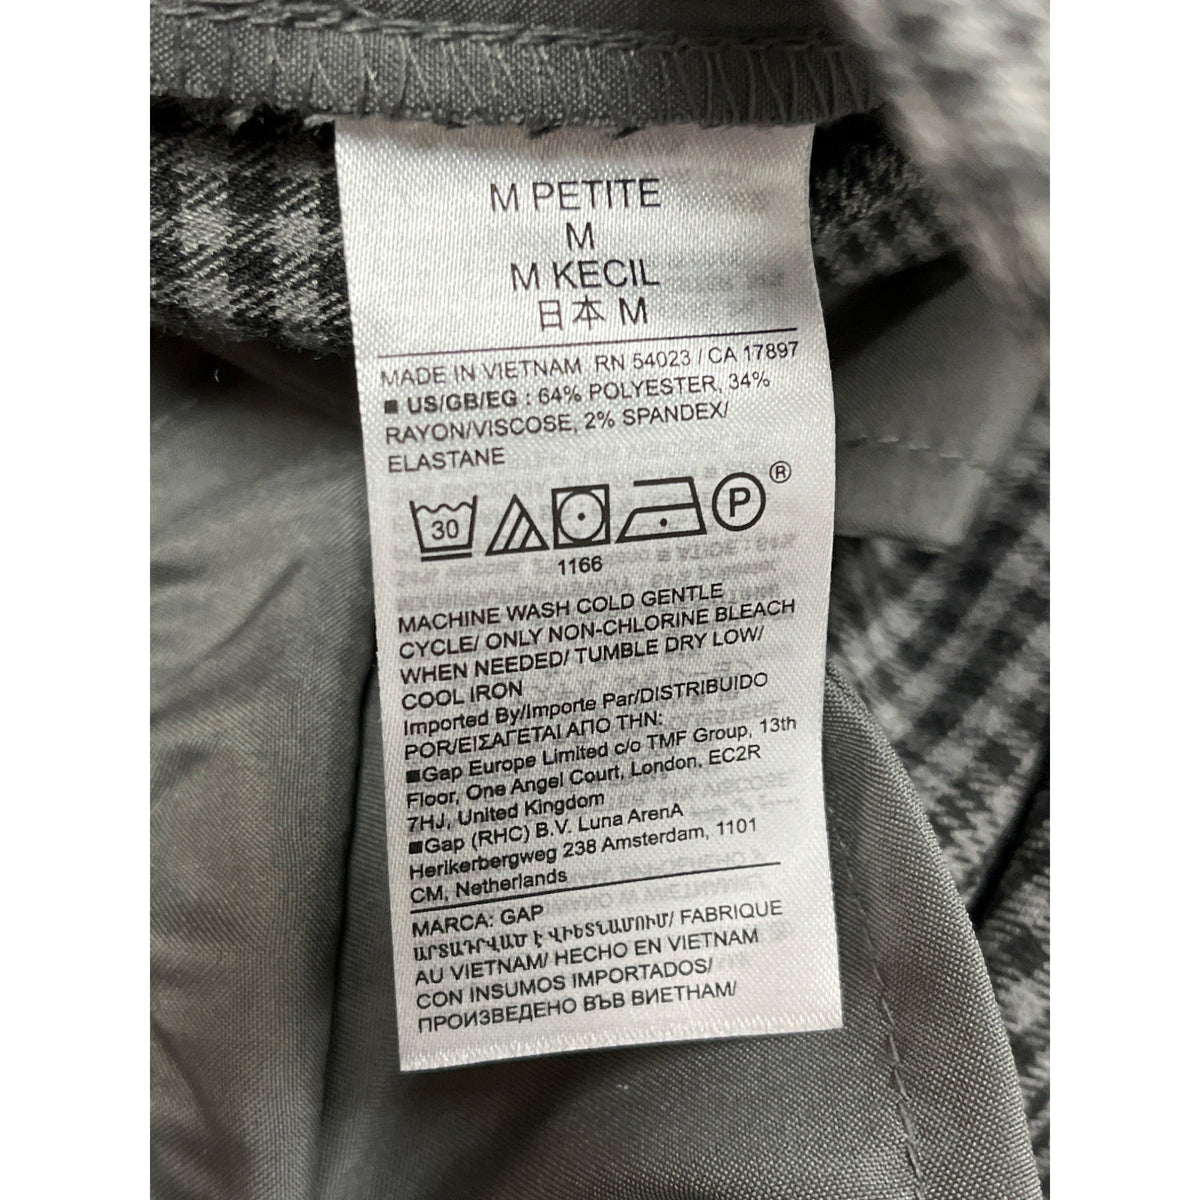 M PETITE
M
M KECIL
日本 M
MADE IN VIETNAM RN 54023 / CA 17897
■ US/GB/EG : 64% POLYESTER, 34%
RAYON/VISCOSE, 2% SPANDEX/
ELASTANE
30 P ®
1166
MACHINE WASH COLD GENTLE
CYCLE/ ONLY NON-CHLORINE BLEACH
WHEN NEEDED/ TUMBLE DRY LOW/
COOL IRON
Imported By/Importe Par/DISTRIBUIDO
POR/ΕΙΣΑΓΕΤΑΙ ΑΠΟ ΤΗΝ:
■Gap Europe Limited c/o TMF Group, 13th
Floor, One Angel Court, London, EC2R
7HJ, United Kingdom
■Gap (RHC) B.V. Luna ArenA
Herikerbergweg 238 Amsterdam, 1101
CM, Netherlands
MARCA: GAP
ԱՐՏԱԴՐՎԱԾ Է ՎԻԵՏՆԱՄՈՒՄ/ FABRIQUE
AU VIETNAM/ HECHO EN VIETNAM
CON INSUMOS IMPORTADOS/
ПРОИЗВЕДЕНО ВЪВ ВИЕТНАМ/